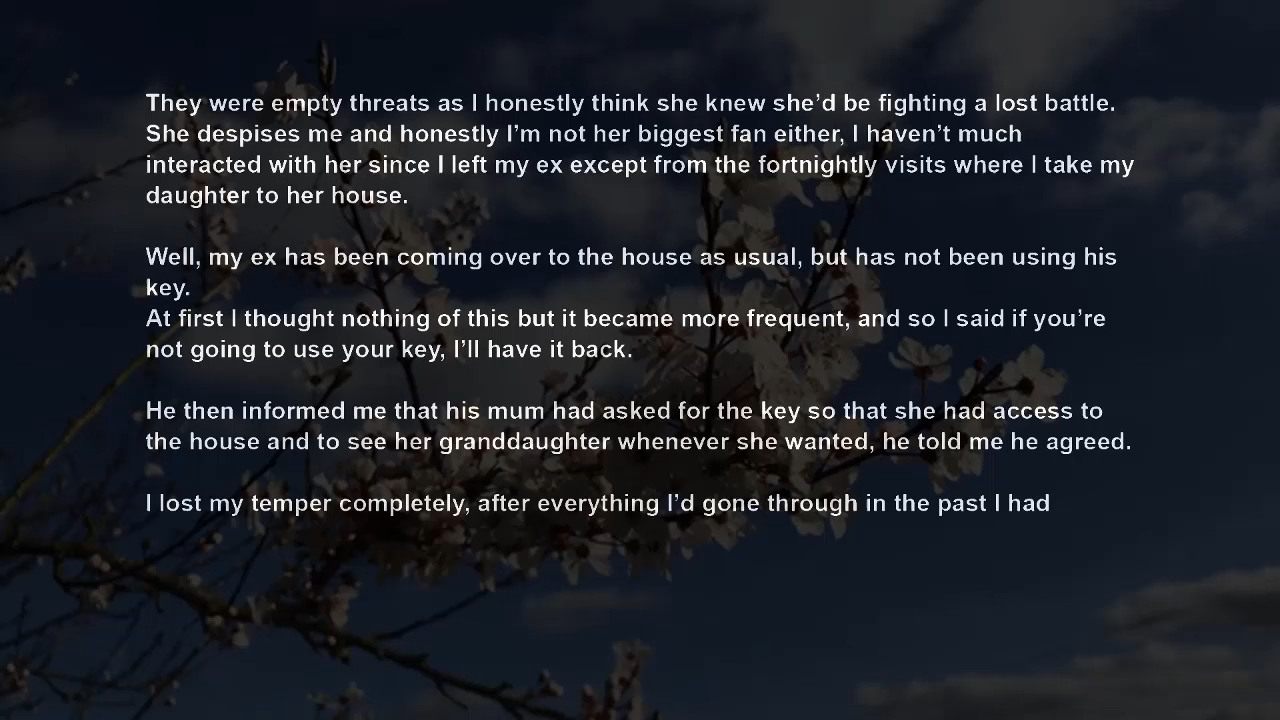 They were empty threats as I honestly think she knew she’d be fighting a lost battle.
She despises me and honestly I’m not her biggest fan either, I haven’t much
interacted with her since I left my ex except from the fortnightly visits where I take my
daughter to her house.
Well, my ex has been coming over to the house as usual, but has not been using his
key.
At first I thought nothing of this but it became more frequent, and so I said if you’re
not going to use your key, I’ll have it back.
He then informed me that his mum had asked for the key so that she had access to
the house and to see her granddaughter whenever she wanted, he told me he agreed.
I lost my temper completely, after everything I’d gone through in the past I had